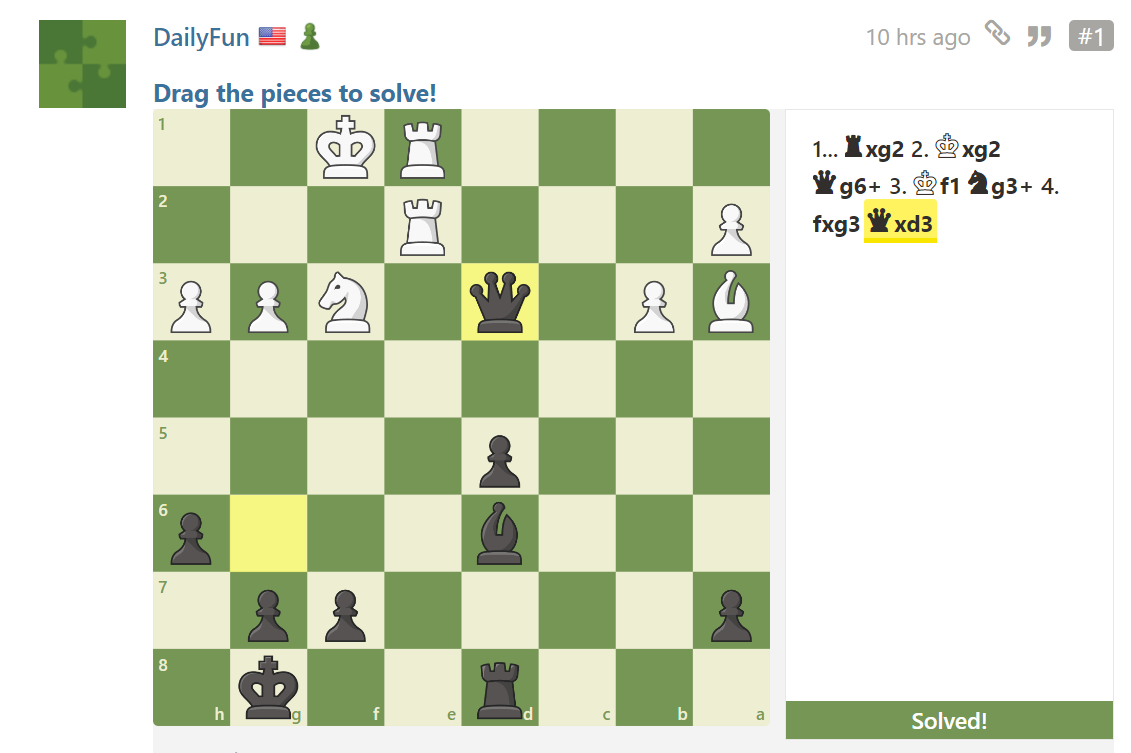 DailyFun
10 hrs ago
#1
Drag the pieces to solve!
1... ♜xg2 2. ♔xg2
♛g6+ 3. ♔f1 ♞g3+ 4.
fxg3 ♛xd3
1
2
3
4
5
6
7
8
h g f e d c b a
Solved!